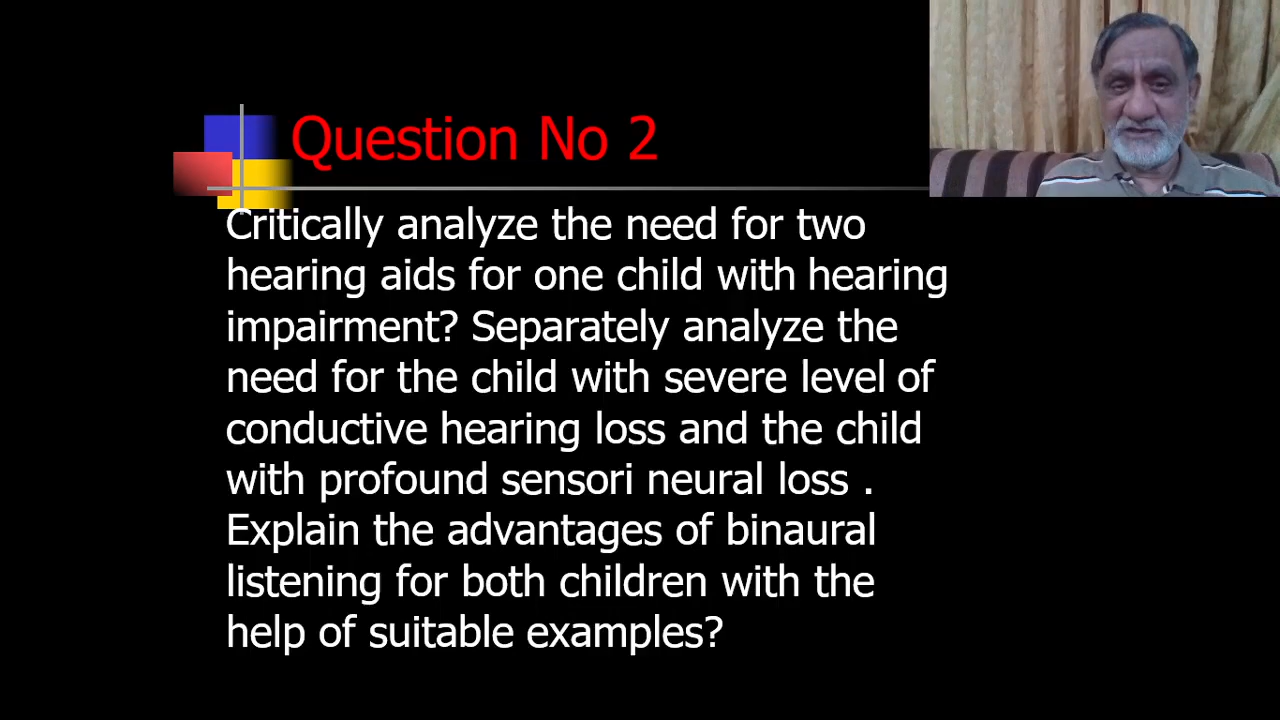 Question No 2
Critically analyze the need for two
hearing aids for one child with hearing
impairment? Separately analyze the
need for the child with severe level of
conductive hearing loss and the child
with profound sensori neural loss .
Explain the advantages of binaural
listening for both children with the
help of suitable examples?